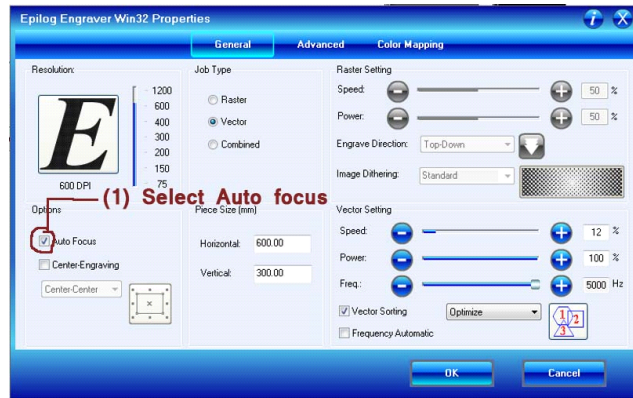 Epilog Engraver Win32 Properties
General Advanced Color Mapping
Resolution:
E
1200
600
400
300
200
150
75
600 DPI
Job Type
Raster
Vector
Combined
Raster Setting
Speed: 50 %
Power: 50 %
Engrave Direction: Top-Down
Image Dithering: Standard
(1) Select Auto focus
Options
Auto Focus
Center-Engraving
Center-Center
Piece Size (mm)
Horizontal: 600.00
Vertical: 300.00
Vector Setting
Speed: 12 %
Power: 100 %
Freq.: 5000 Hz
Vector Sorting Optimize
1 2
3
Frequency Automatic
OK Cancel